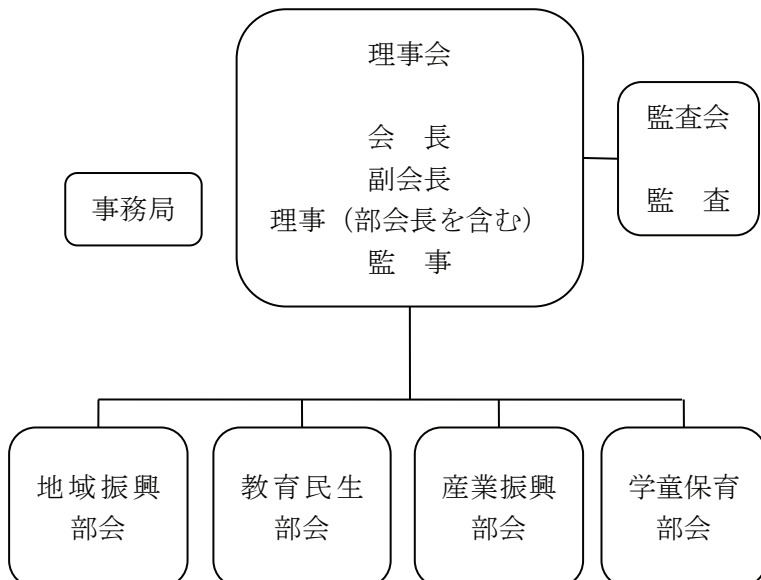 理事会
会　長
副会長
理事（部会長を含む）
監　事
監査会
監　査
事務局
地域振興
部会
教育民生
部会
産業振興
部会
学童保育
部会